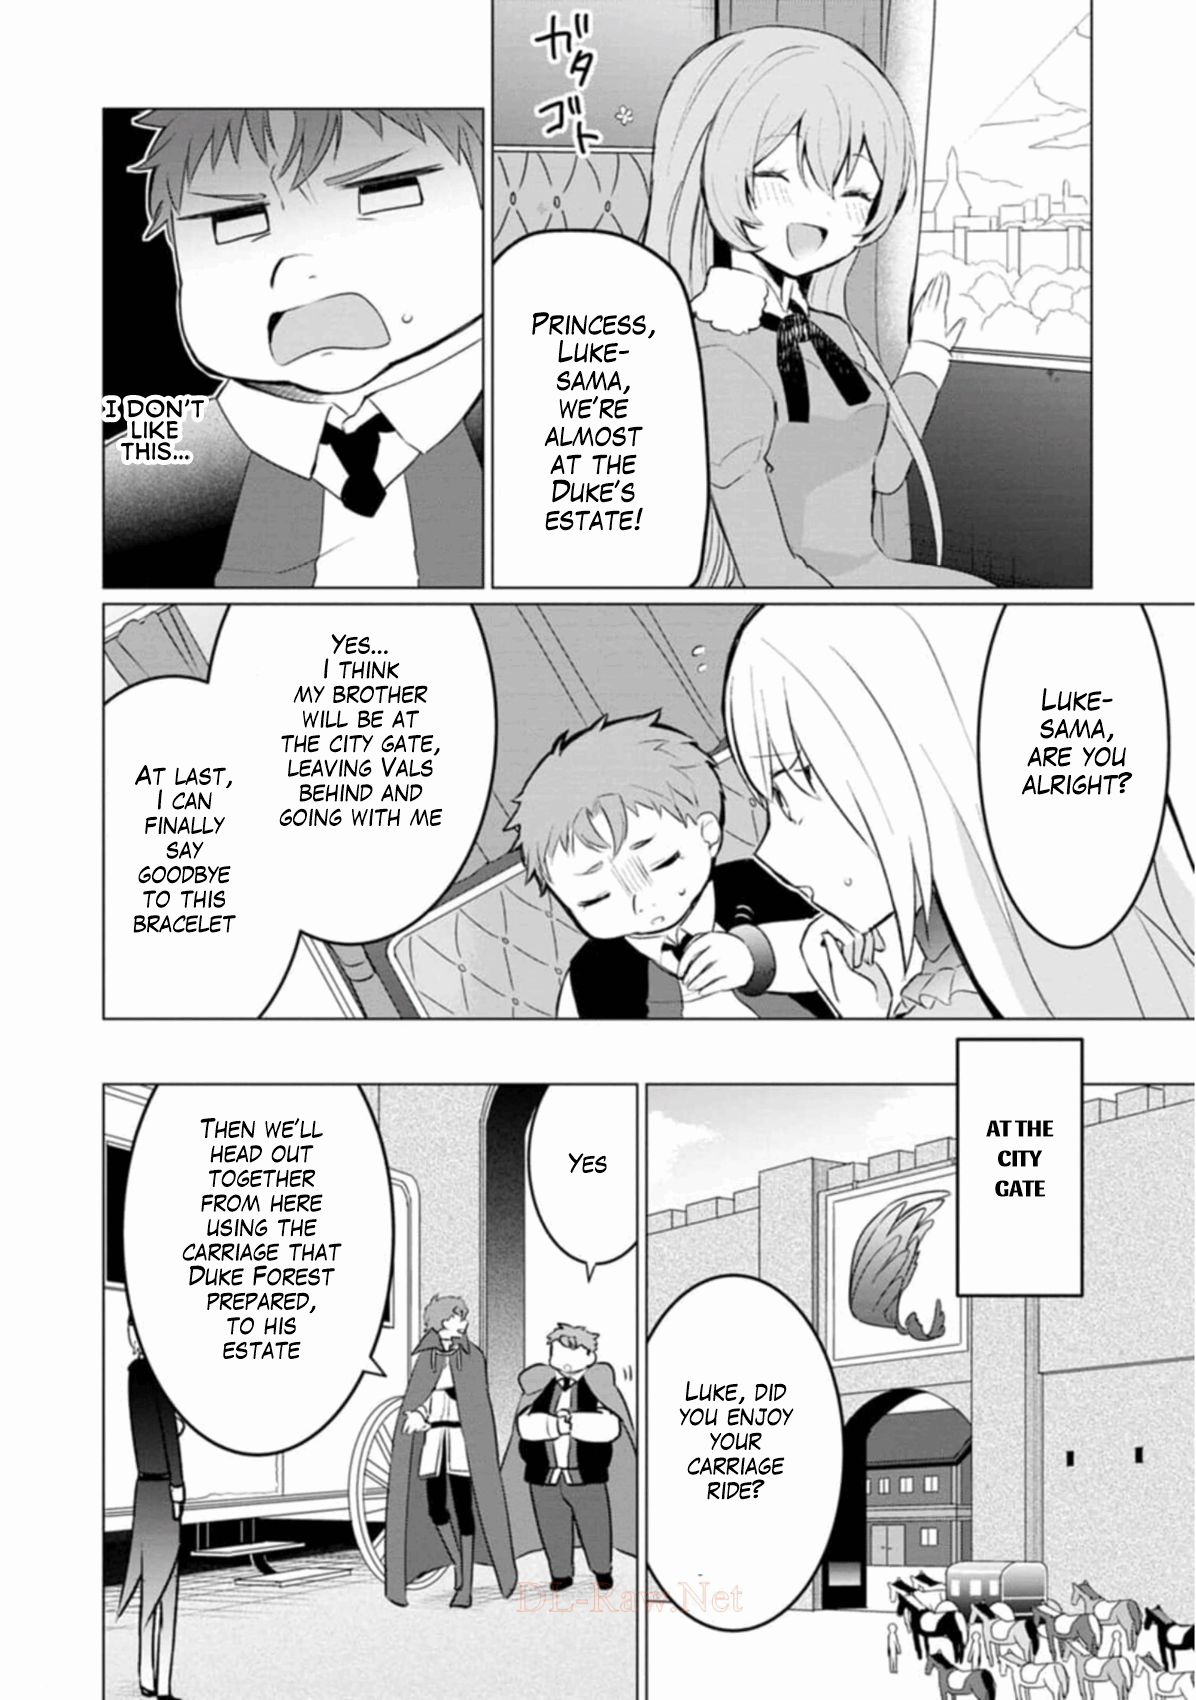 ガタ
ゴト
PRINCESS,
LUKE-
SAMA,
WE'RE
ALMOST
AT THE
DUKE'S
ESTATE!
I DON'T
LIKE
THIS...
LUKE-
SAMA,
ARE YOU
ALRIGHT?
YES...
I THINK
MY BROTHER
WILL BE AT
THE CITY GATE,
LEAVING VALS
BEHIND AND
GOING WITH ME
AT LAST,
I CAN
FINALLY
SAY
GOODBYE
TO THIS
BRACELET
AT THE
CITY
GATE
LUKE, DID
YOU ENJOY
YOUR
CARRIAGE
RIDE?
YES
THEN WE'LL
HEAD OUT
TOGETHER
FROM HERE
USING THE
CARRIAGE THAT
DUKE FOREST
PREPARED,
TO HIS
ESTATE
DL-Raw.Net